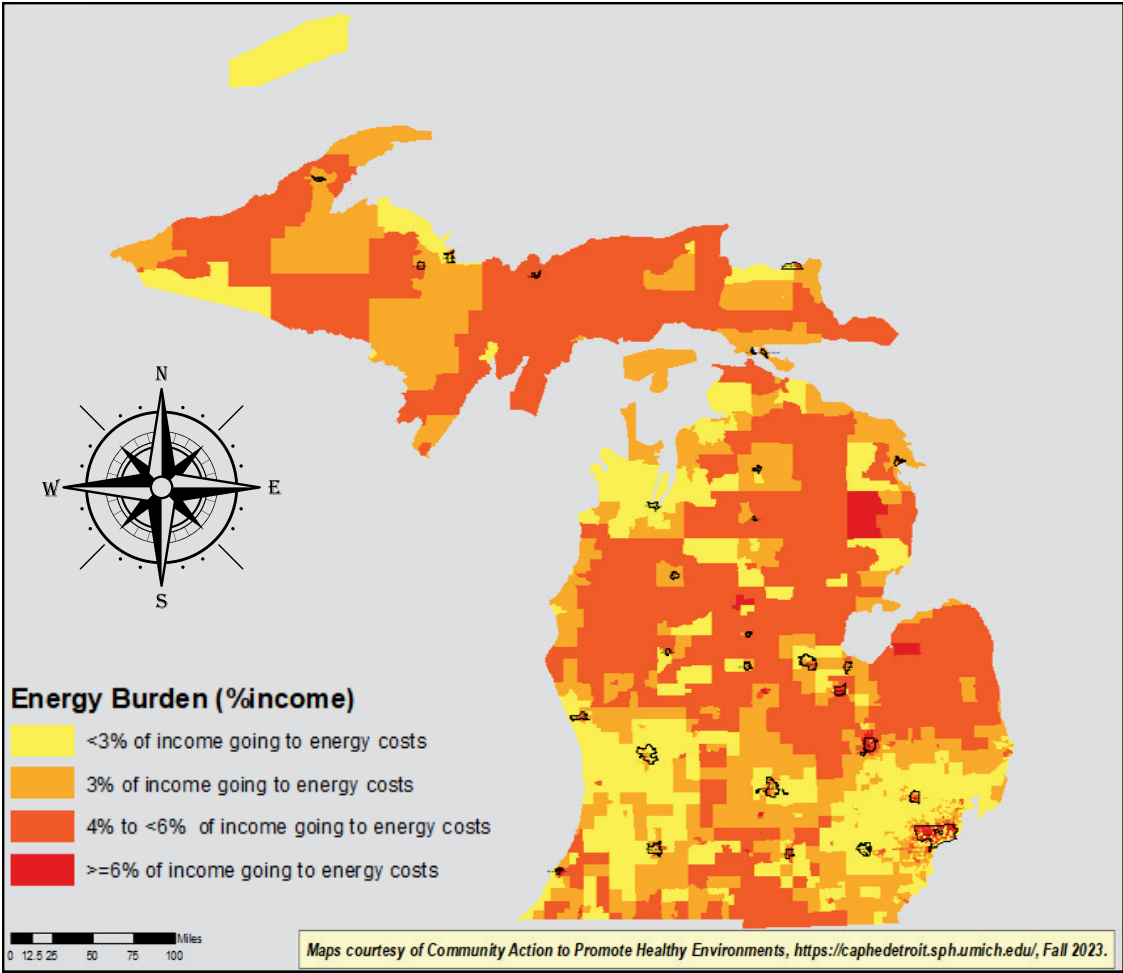 N
W
E
S
Energy Burden (%income)
<3% of income going to energy costs
3% of income going to energy costs
4% to <6% of income going to energy costs
>=6% of income going to energy costs
Miles
0 12.5 25 50 75 100
Maps courtesy of Community Action to Promote Healthy Environments, https://caphedetroit.sph.umich.edu/, Fall 2023.